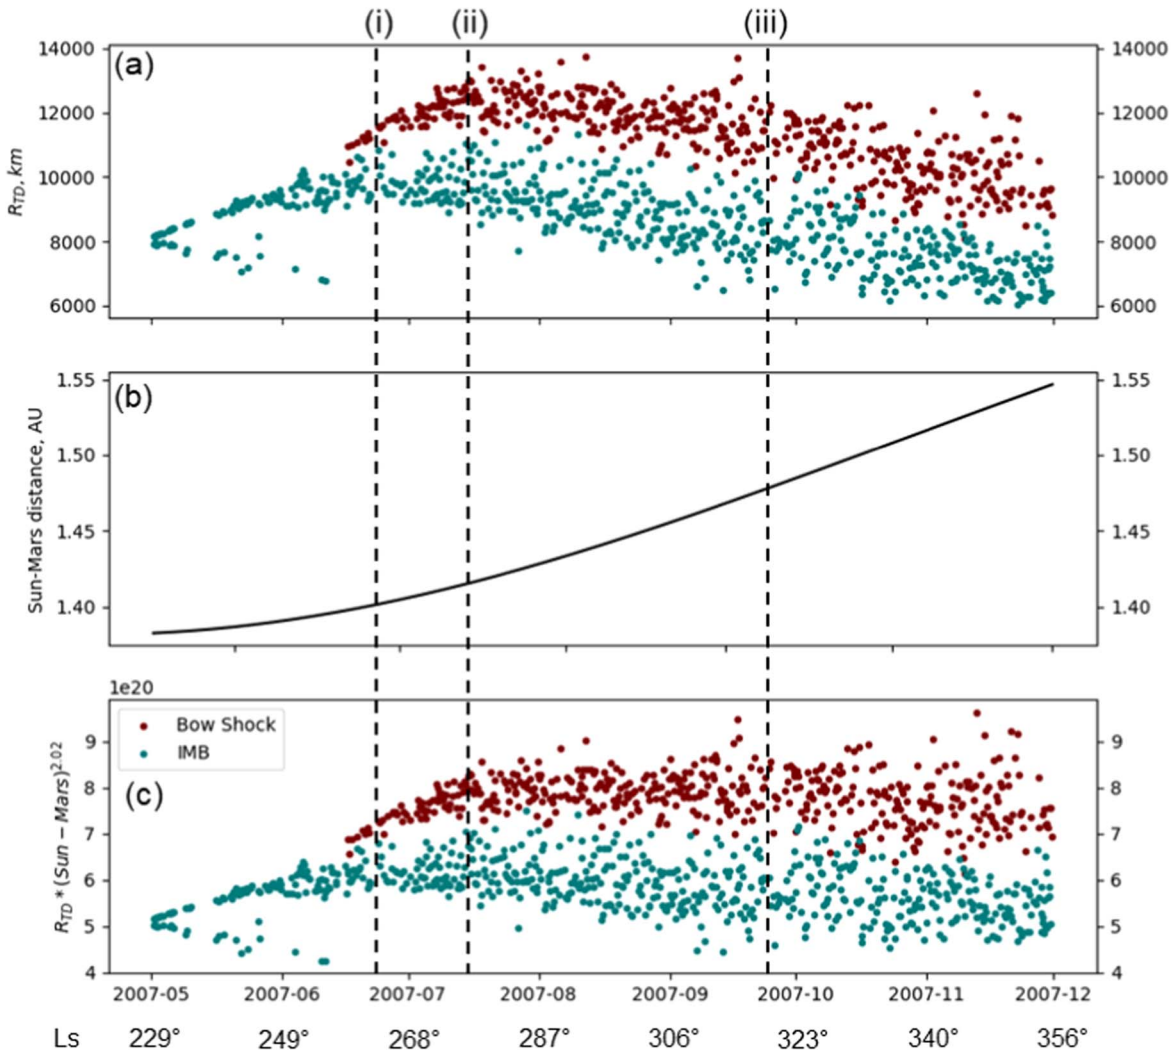 (i) (ii) (iii)
(a)
14000 14000
12000 12000
10000 10000
8000 8000
6000 6000
R_TD, km
(b)
1.55 1.55
1.50 1.50
1.45 1.45
1.40 1.40
Sun-Mars distance, AU
1e20
Bow Shock
IMB
(c)
9 9
8 8
7 7
6 6
5 5
4 4
R_TD * (Sun − Mars)^2.02
2007-05 2007-06 2007-07 2007-08 2007-09 2007-10 2007-11 2007-12
Ls 229° 249° 268° 287° 306° 323° 340° 356°